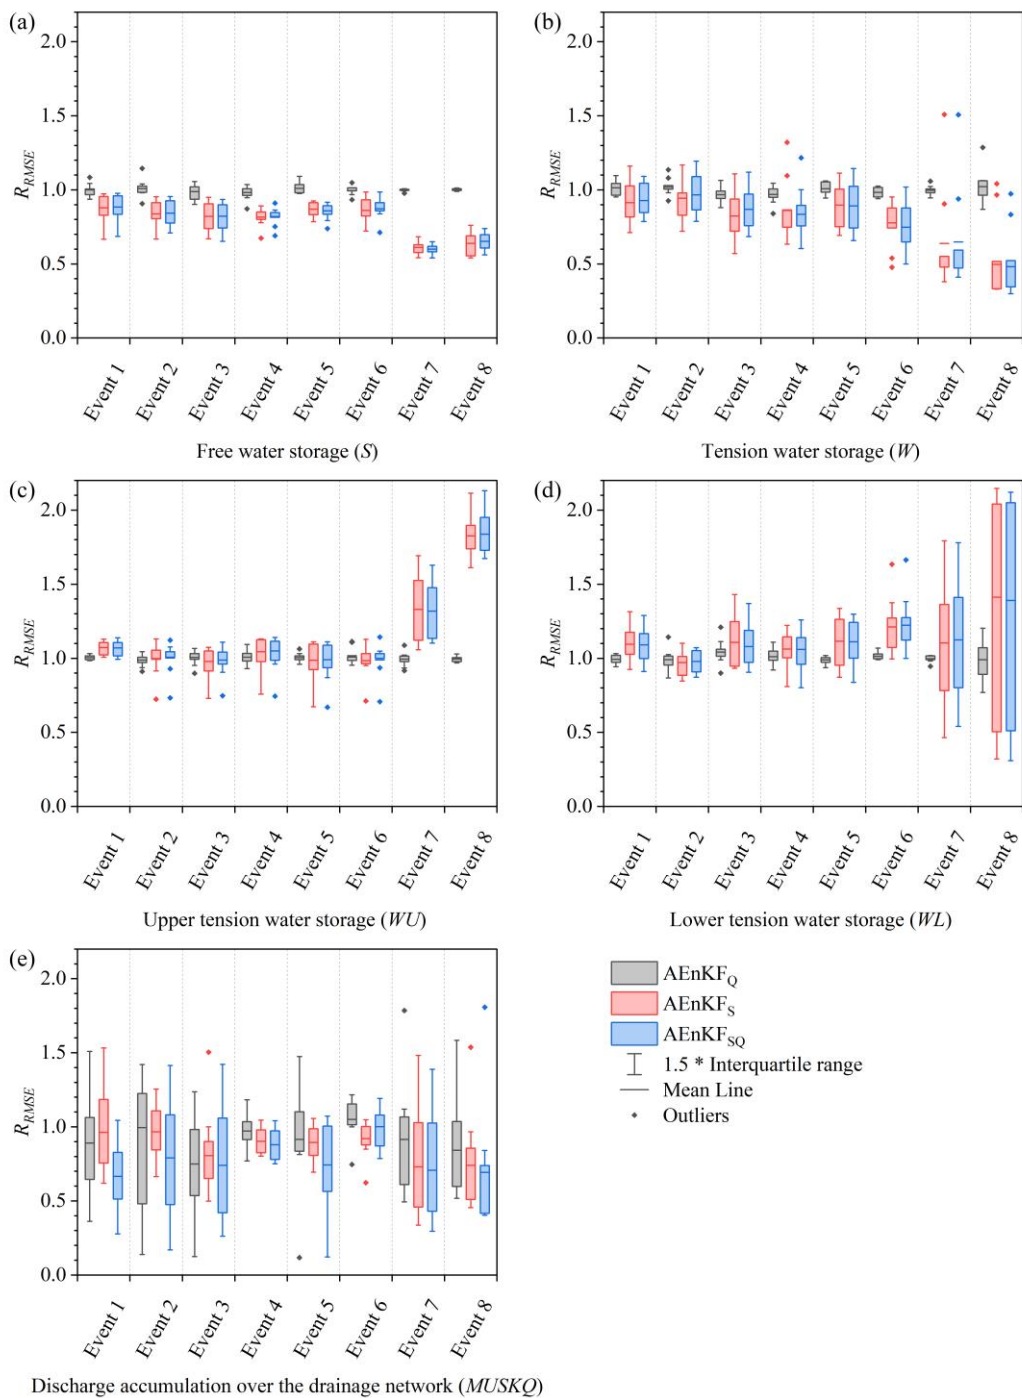 (a)
2.0
1.5
1.0
0.5
0.0
R_RMSE
Event 1
Event 2
Event 3
Event 4
Event 5
Event 6
Event 7
Event 8
Free water storage (S)
(b)
2.0
1.5
1.0
0.5
0.0
R_RMSE
Event 1
Event 2
Event 3
Event 4
Event 5
Event 6
Event 7
Event 8
Tension water storage (W)
(c)
2.0
1.5
1.0
0.5
0.0
R_RMSE
Event 1
Event 2
Event 3
Event 4
Event 5
Event 6
Event 7
Event 8
Upper tension water storage (WU)
(d)
2.0
1.5
1.0
0.5
0.0
R_RMSE
Event 1
Event 2
Event 3
Event 4
Event 5
Event 6
Event 7
Event 8
Lower tension water storage (WL)
(e)
2.0
1.5
1.0
0.5
0.0
R_RMSE
Event 1
Event 2
Event 3
Event 4
Event 5
Event 6
Event 7
Event 8
Discharge accumulation over the drainage network (MUSKQ)
AEnKF_Q
AEnKF_S
AEnKF_SQ
1.5 * Interquartile range
Mean Line
Outliers